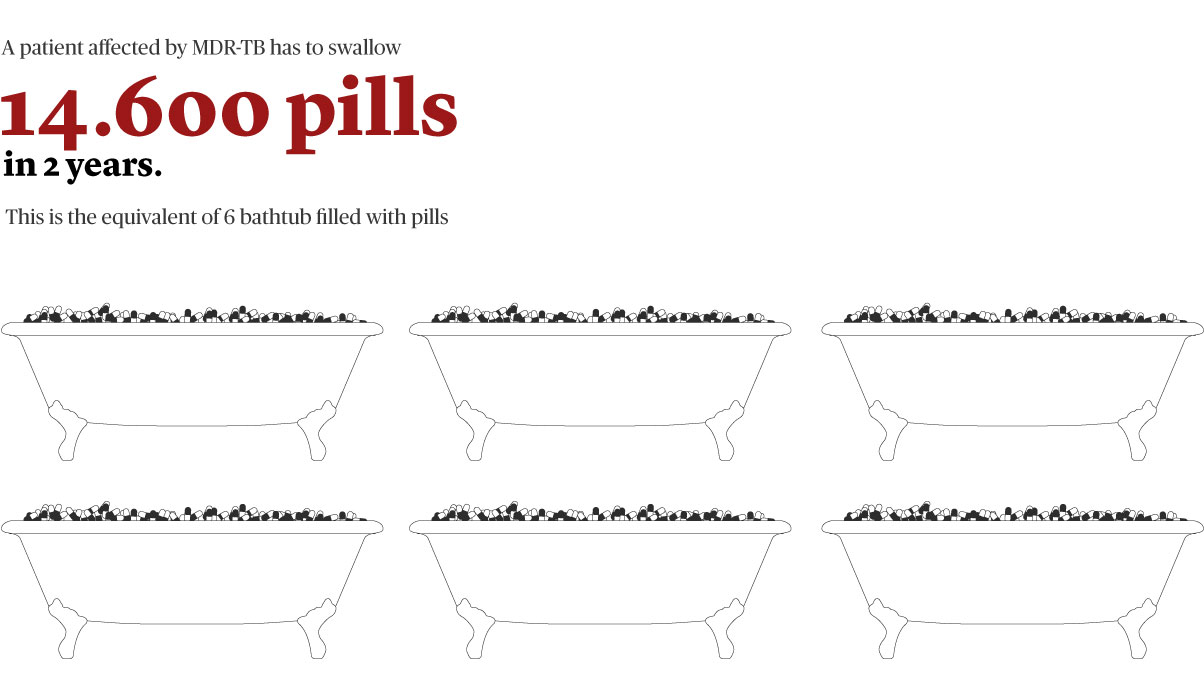 A patient affected by MDR-TB has to swallow
14.600 pills
in 2 years.
This is the equivalent of 6 bathtub filled with pills